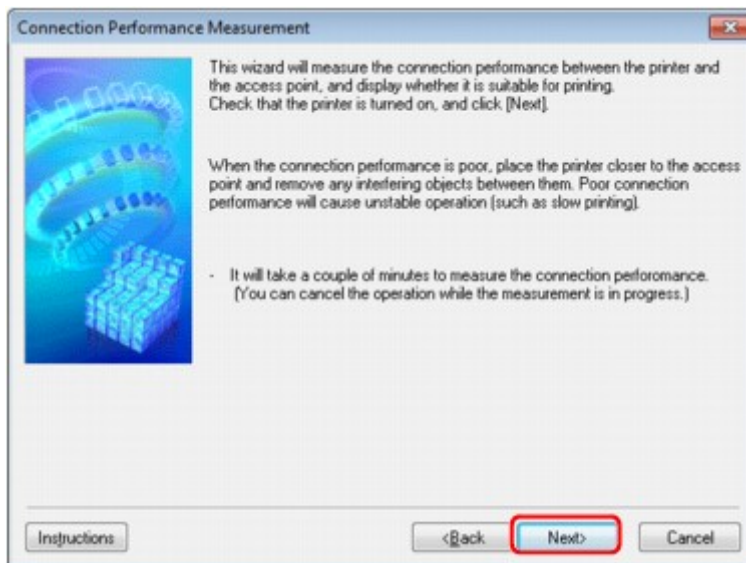 Connection Performance Measurement
This wizard will measure the connection performance between the printer and
the access point, and display whether it is suitable for printing.
Check that the printer is turned on, and click [Next].
When the connection performance is poor, place the printer closer to the access
point and remove any interfering objects between them. Poor connection
performance will cause unstable operation (such as slow printing).
- It will take a couple of minutes to measure the connection perforomance.
(You can cancel the operation while the measurement is in progress.)
Instructions
<Back
Next>
Cancel